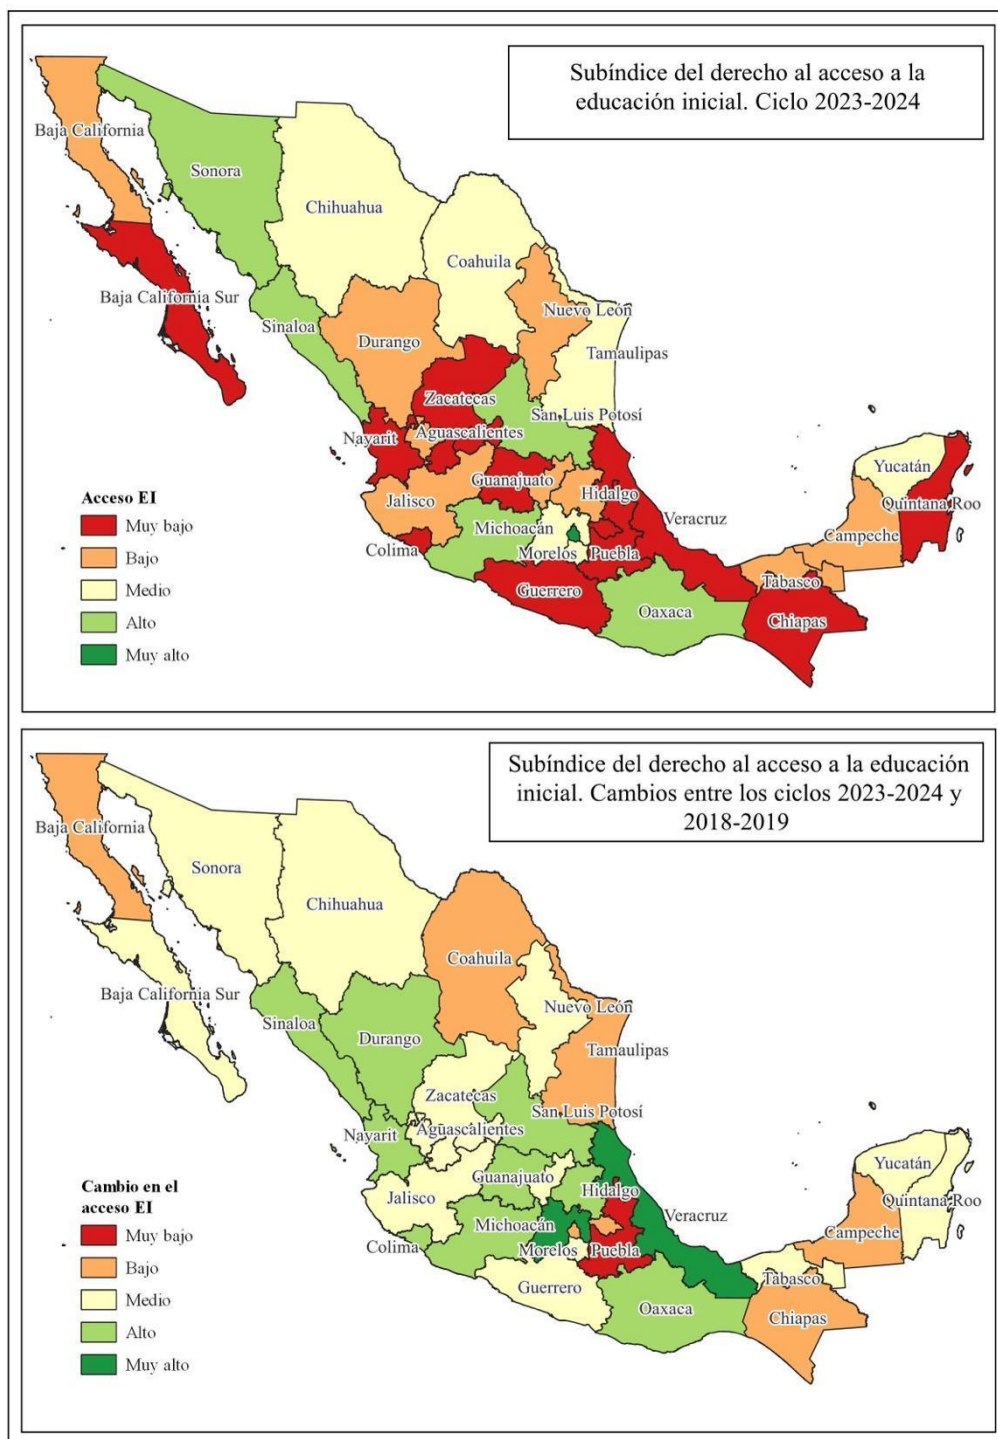 Subíndice del derecho al acceso a la
educación inicial. Ciclo 2023-2024
Baja California
Sonora
Chihuahua
Coahuila
Baja California Sur
Nuevo León
Sinaloa
Durango
Tamaulipas
Zacatecas
San Luis Potosí
Nayarit
Aguascalientes
Yucatán
Guanajuato
Hidalgo
Jalisco
Quintana Roo
Veracruz
Michoacán
Campeche
Colima
Morelos
Puebla
Tabasco
Guerrero
Oaxaca
Chiapas
Acceso EI
Muy bajo
Bajo
Medio
Alto
Muy alto
Subíndice del derecho al acceso a la educación
inicial. Cambios entre los ciclos 2023-2024 y
2018-2019
Baja California
Sonora
Chihuahua
Coahuila
Baja California Sur
Nuevo León
Sinaloa
Durango
Tamaulipas
Zacatecas
San Luis Potosí
Nayarit
Aguascalientes
Yucatán
Guanajuato
Hidalgo
Jalisco
Quintana Roo
Veracruz
Michoacán
Campeche
Colima
Morelos
Puebla
Tabasco
Guerrero
Oaxaca
Chiapas
Cambio en el
acceso EI
Muy bajo
Bajo
Medio
Alto
Muy alto